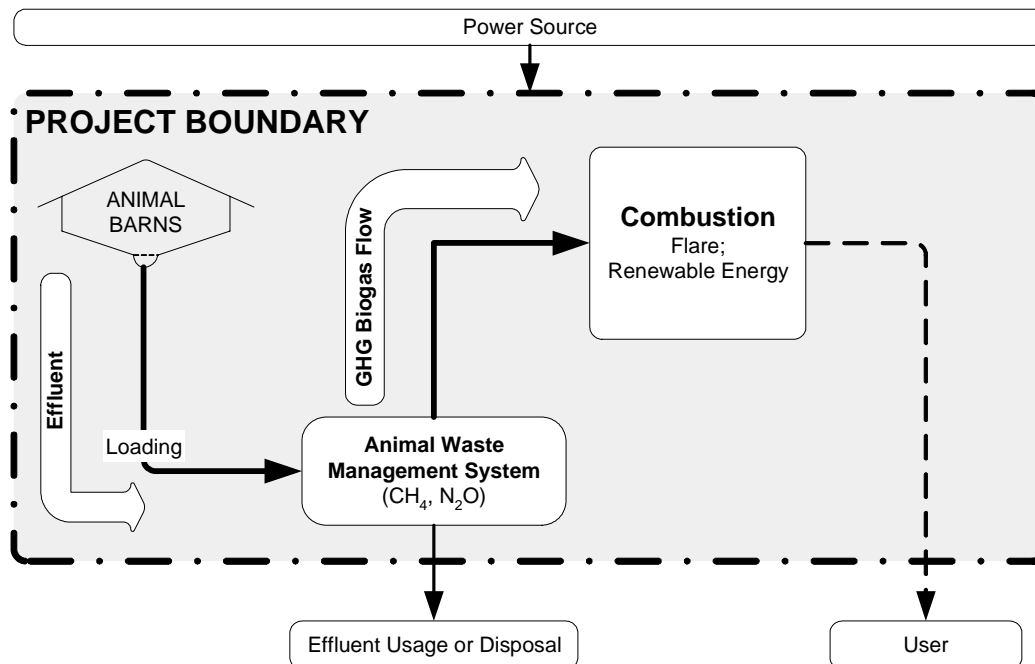 Power Source
PROJECT BOUNDARY
ANIMAL
BARNS
Effluent
Loading
GHG Biogas Flow
Combustion
Flare;
Renewable Energy
Animal Waste
Management System
(CH₄, N₂O)
Effluent Usage or Disposal
User